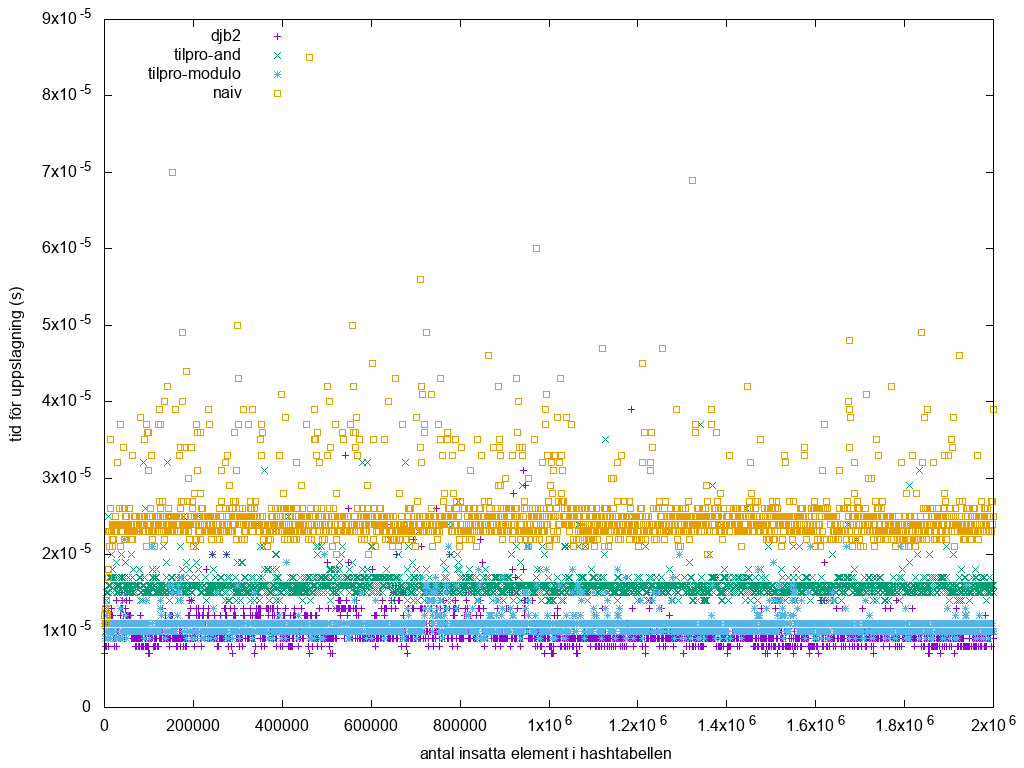 9x10^-5
8x10^-5
7x10^-5
6x10^-5
5x10^-5
4x10^-5
3x10^-5
2x10^-5
1x10^-5
0
djb2
tilpro-and
tilpro-modulo
naiv
tid för uppslagning (s)
0 200000 400000 600000 800000 1x10^6 1.2x10^6 1.4x10^6 1.6x10^6 1.8x10^6 2x10^6
antal insatta element i hashtabellen